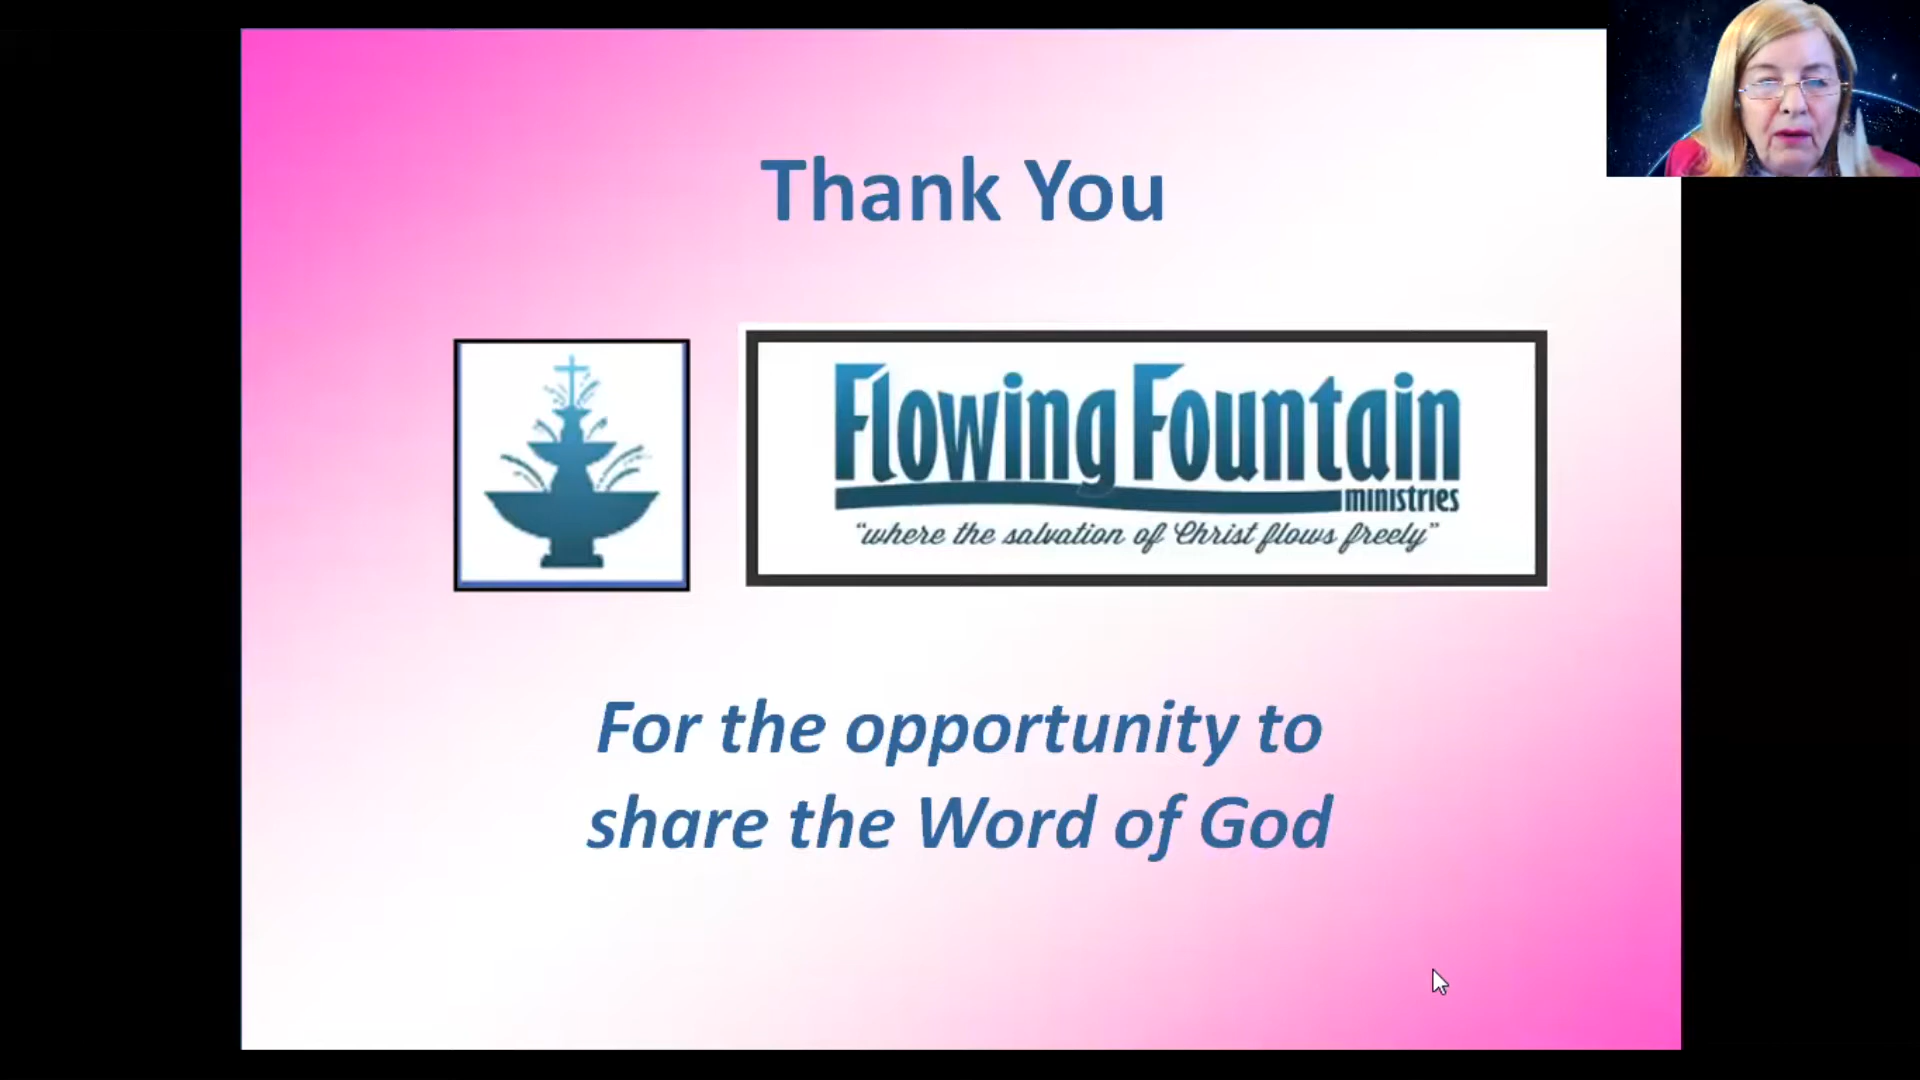 Thank You
Flowing Fountain
ministries
“where the salvation of Christ flows freely”
For the opportunity to
share the Word of God